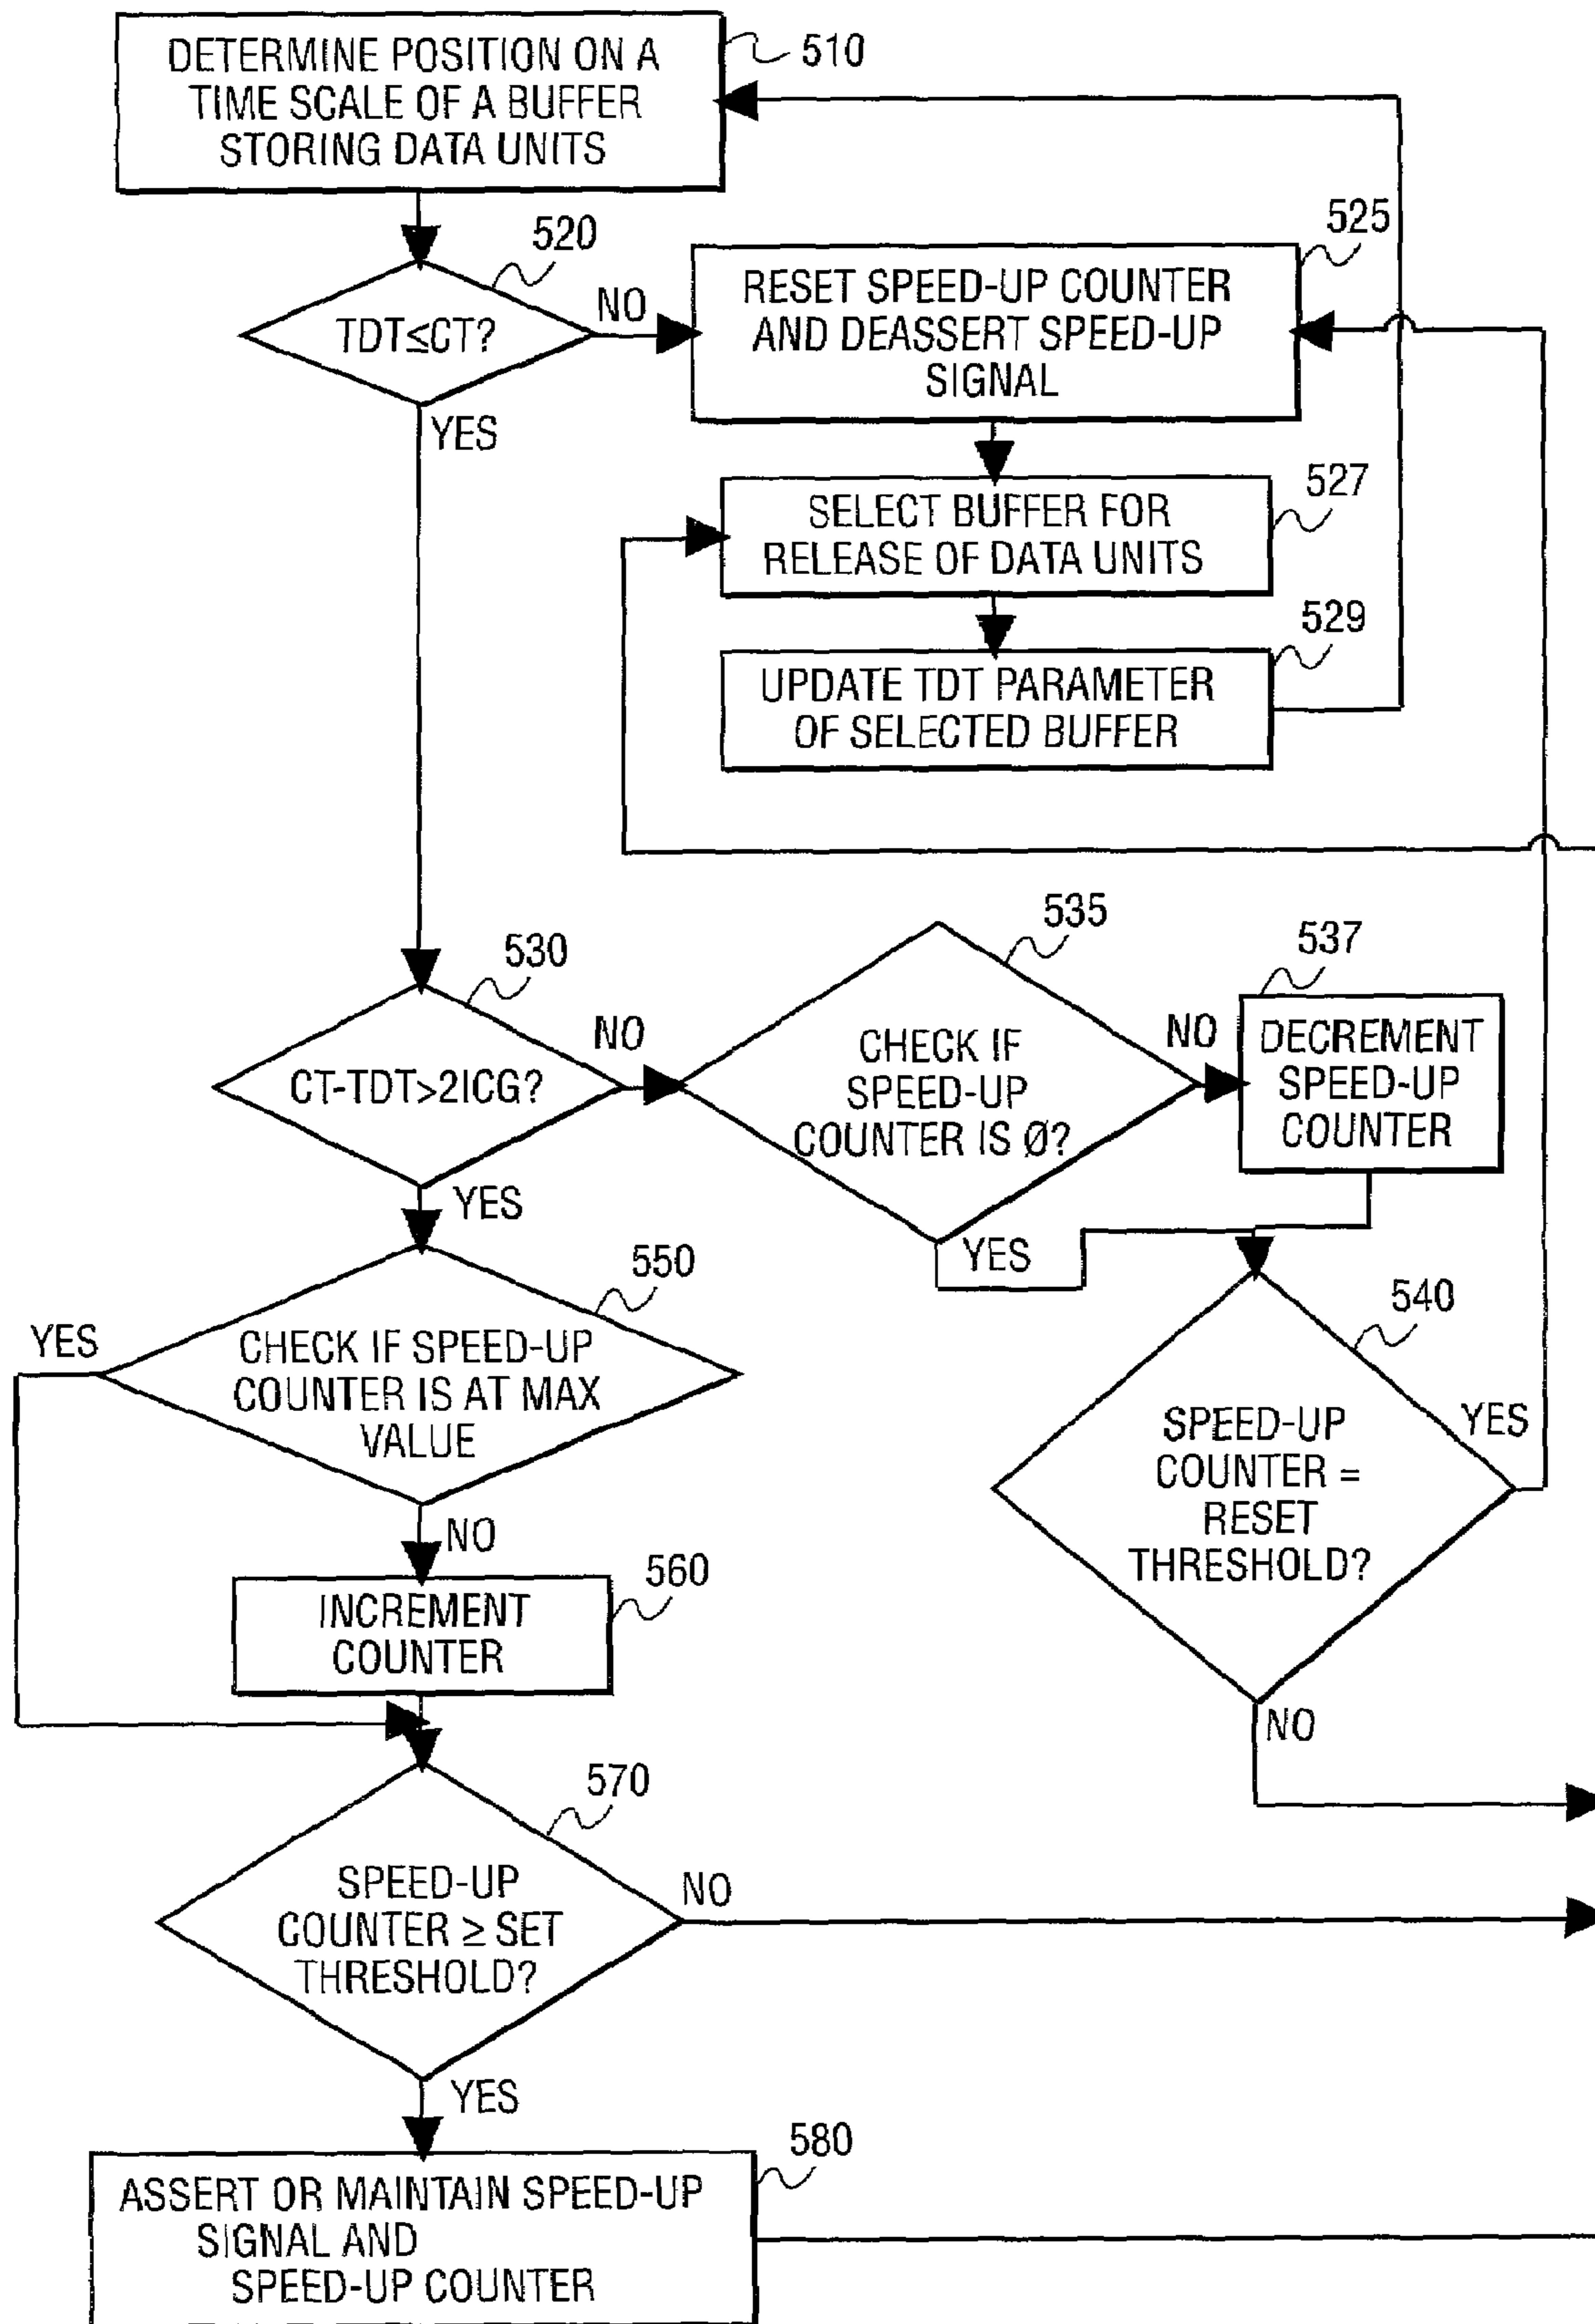 DETERMINE POSITION ON A
TIME SCALE OF A BUFFER
STORING DATA UNITS
510
520
TDT≤CT?
NO
YES
525
RESET SPEED-UP COUNTER
AND DEASSERT SPEED-UP
SIGNAL
527
SELECT BUFFER FOR
RELEASE OF DATA UNITS
529
UPDATE TDT PARAMETER
OF SELECTED BUFFER
530
CT-TDT>2ICG?
NO
YES
535
CHECK IF
SPEED-UP
COUNTER IS Ø?
NO
YES
537
DECREMENT
SPEED-UP
COUNTER
540
SPEED-UP
COUNTER =
RESET
THRESHOLD?
YES
NO
550
CHECK IF SPEED-UP
COUNTER IS AT MAX
VALUE
YES
NO
560
INCREMENT
COUNTER
570
SPEED-UP
COUNTER ≥ SET
THRESHOLD?
NO
YES
580
ASSERT OR MAINTAIN SPEED-UP
SIGNAL AND
SPEED-UP COUNTER